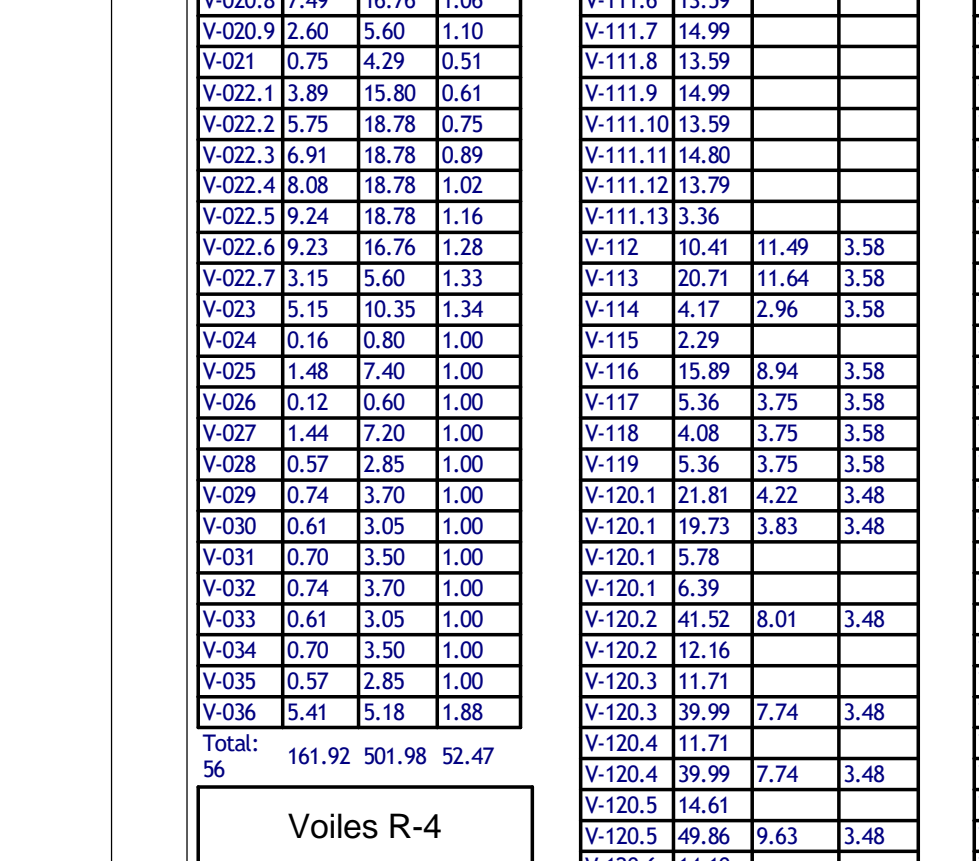 V-020.8 7.49 16.76 1.06
V-020.9 2.60 5.60 1.10
V-021 0.75 4.29 0.51
V-022.1 3.89 15.80 0.61
V-022.2 5.75 18.78 0.75
V-022.3 6.91 18.78 0.89
V-022.4 8.08 18.78 1.02
V-022.5 9.24 18.78 1.16
V-022.6 9.23 16.76 1.28
V-022.7 3.15 5.60 1.33
V-023 5.15 10.35 1.34
V-024 0.16 0.80 1.00
V-025 1.48 7.40 1.00
V-026 0.12 0.60 1.00
V-027 1.44 7.20 1.00
V-028 0.57 2.85 1.00
V-029 0.74 3.70 1.00
V-030 0.61 3.05 1.00
V-031 0.70 3.50 1.00
V-032 0.74 3.70 1.00
V-033 0.61 3.05 1.00
V-034 0.70 3.50 1.00
V-035 0.57 2.85 1.00
V-036 5.41 5.18 1.88
Total: 56 161.92 501.98 52.47
Voiles R-4
V-111.6 13.59
V-111.7 14.99
V-111.8 13.59
V-111.9 14.99
V-111.10 13.59
V-111.11 14.80
V-111.12 13.79
V-111.13 3.36
V-112 10.41 11.49 3.58
V-113 20.71 11.64 3.58
V-114 4.17 2.96 3.58
V-115 2.29
V-116 15.89 8.94 3.58
V-117 5.36 3.75 3.58
V-118 4.08 3.75 3.58
V-119 5.36 3.75 3.58
V-120.1 21.81 4.22 3.48
V-120.1 19.73 3.83 3.48
V-120.1 5.78
V-120.1 6.39
V-120.2 41.52 8.01 3.48
V-120.2 12.16
V-120.3 11.71
V-120.3 39.99 7.74 3.48
V-120.4 11.71
V-120.4 39.99 7.74 3.48
V-120.5 14.61
V-120.5 49.86 9.63 3.48